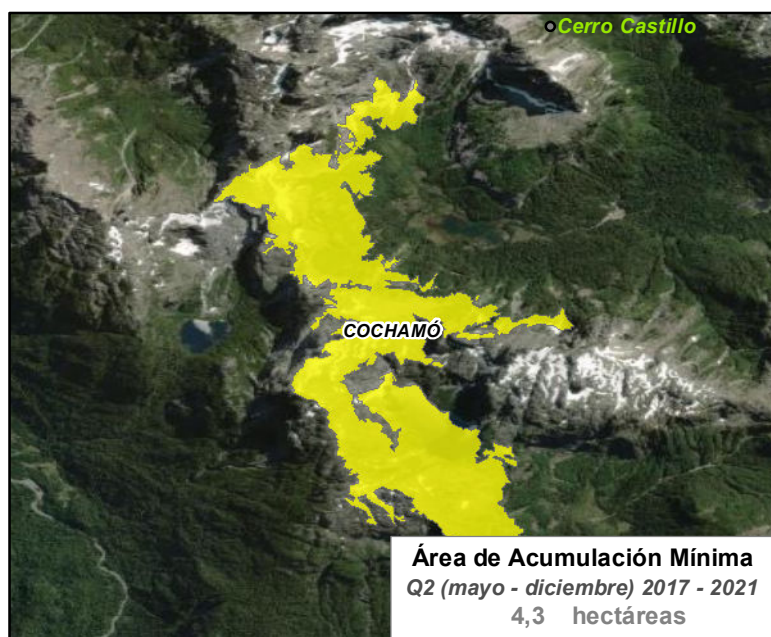 Cerro Castillo
COCHAMÓ
Área de Acumulación Mínima
Q2 (mayo - diciembre) 2017 - 2021
4,3 hectáreas